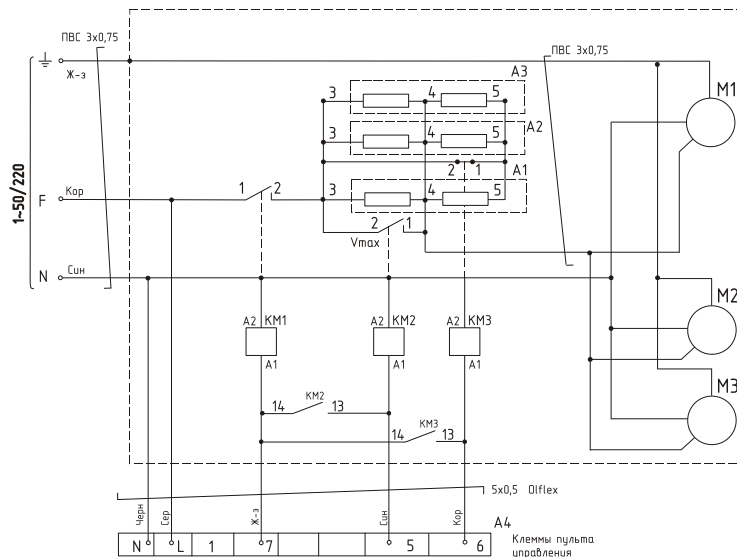 ПВС 3х0,75
ПВС 3х0,75
Ж-з
1~50/220
F
Кор
N
Син
1 2
A3
3 4 5
A2
4 5
2 1
A1
3 4 5
2 1
Vmax
M1
M2
M3
A2 KM1
A1
A2 KM2
A1
A2 KM3
A1
KM2
14 13
KM3
14 13
5х0,5 Olflex
Черн
Сер
Ж-з
Син
Кор
A4
N L 1 7 5 6
Клеммы пульта
управления